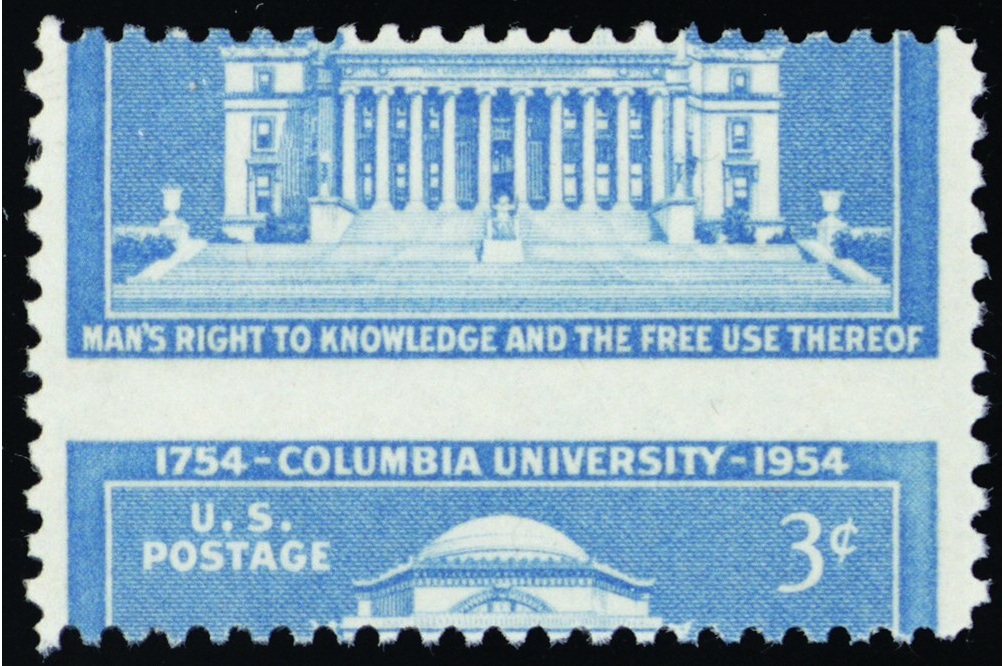 MAN'S RIGHT TO KNOWLEDGE AND THE FREE USE THEREOF
1754-COLUMBIA UNIVERSITY-1954
U. S.
POSTAGE
3¢